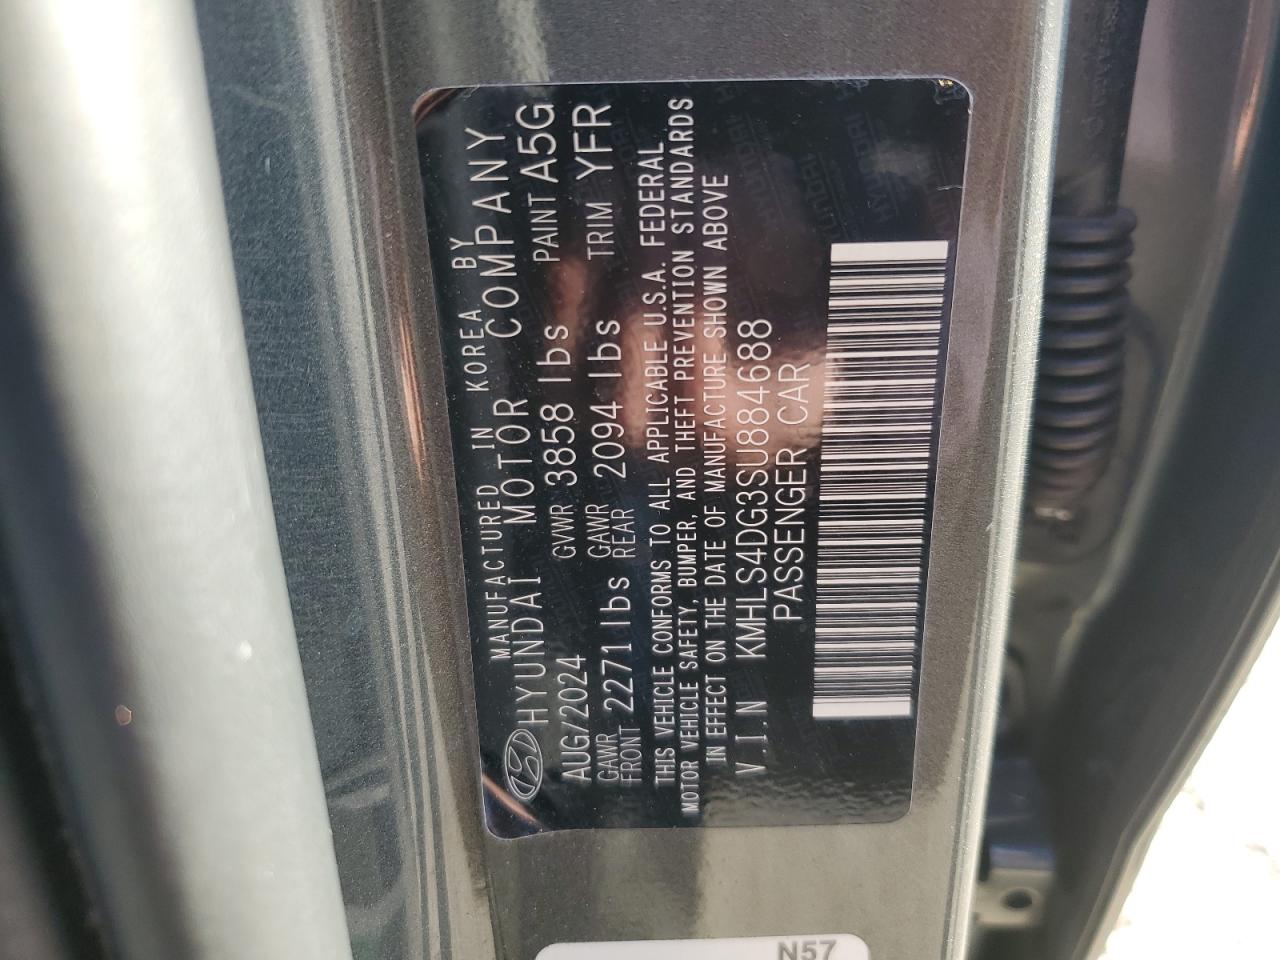 MANUFACTURED IN KOREA BY
HYUNDAI MOTOR COMPANY
AUG/2024 GVWR 3858 lbs PAINT A5G
GAWR FRONT 2271 lbs GAWR REAR 2094 lbs TRIM YFR
THIS VEHICLE CONFORMS TO ALL APPLICABLE U.S.A. FEDERAL
MOTOR VEHICLE SAFETY, BUMPER, AND THEFT PREVENTION STANDARDS
IN EFFECT ON THE DATE OF MANUFACTURE SHOWN ABOVE
V.I.N KMHLS4DG3SU884688
PASSENGER CAR
N57